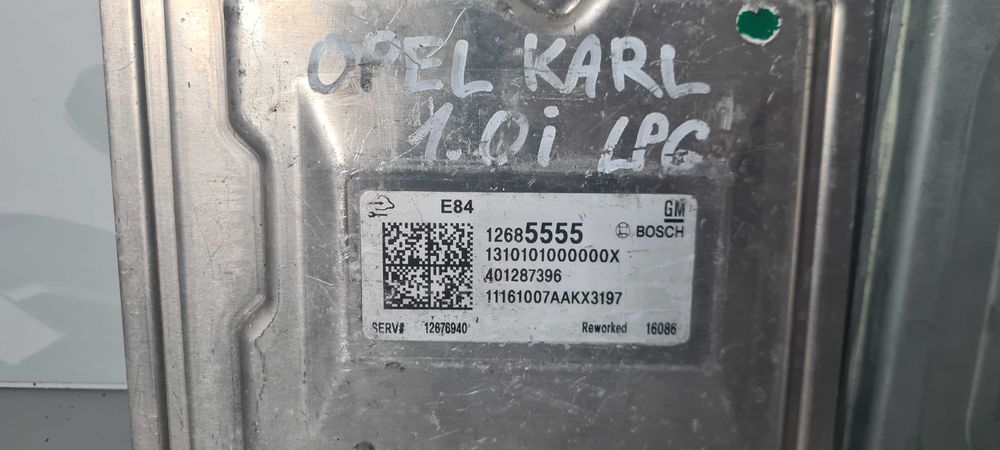 OPEL KARL
1.0i LPG
E84
GM
12685555
BOSCH
1310101000000X
401287396
11161007AAKX3197
SERV# 12676940
Reworked 16086